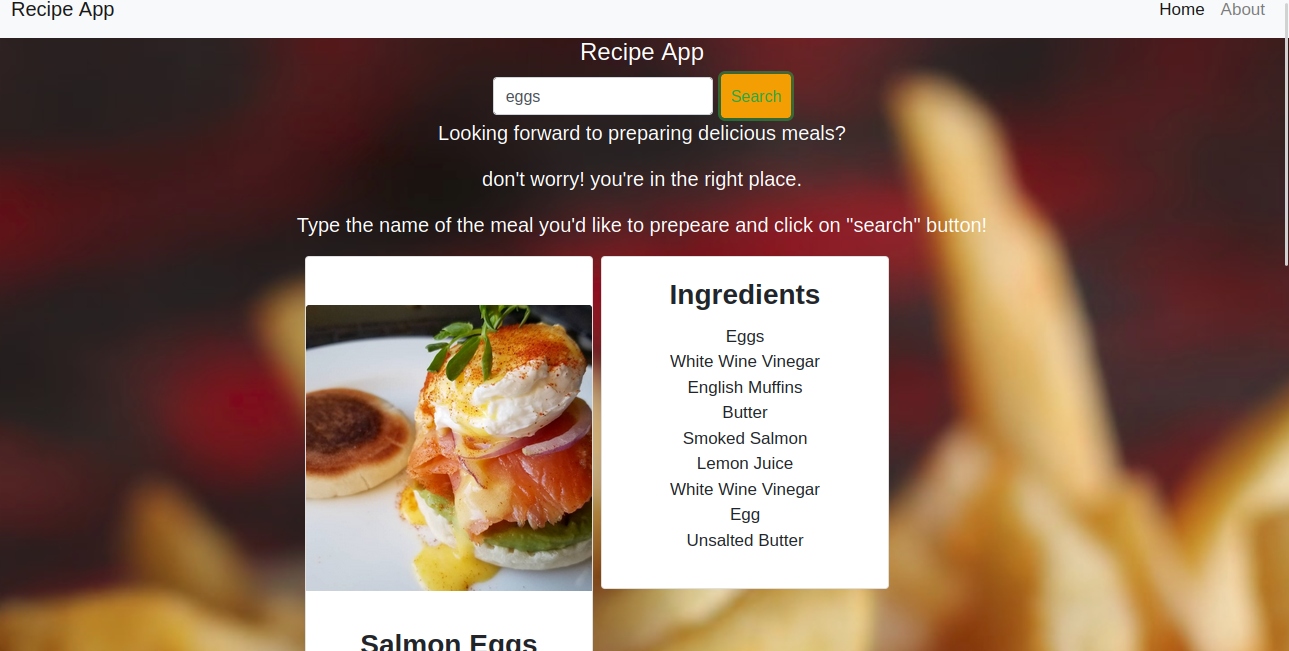 Recipe App
Home About
Recipe App
eggs Search
Looking forward to preparing delicious meals?
don't worry! you're in the right place.
Type the name of the meal you'd like to prepeare and click on "search" button!
Ingredients
Eggs
White Wine Vinegar
English Muffins
Butter
Smoked Salmon
Lemon Juice
White Wine Vinegar
Egg
Unsalted Butter
Salmon Eggs